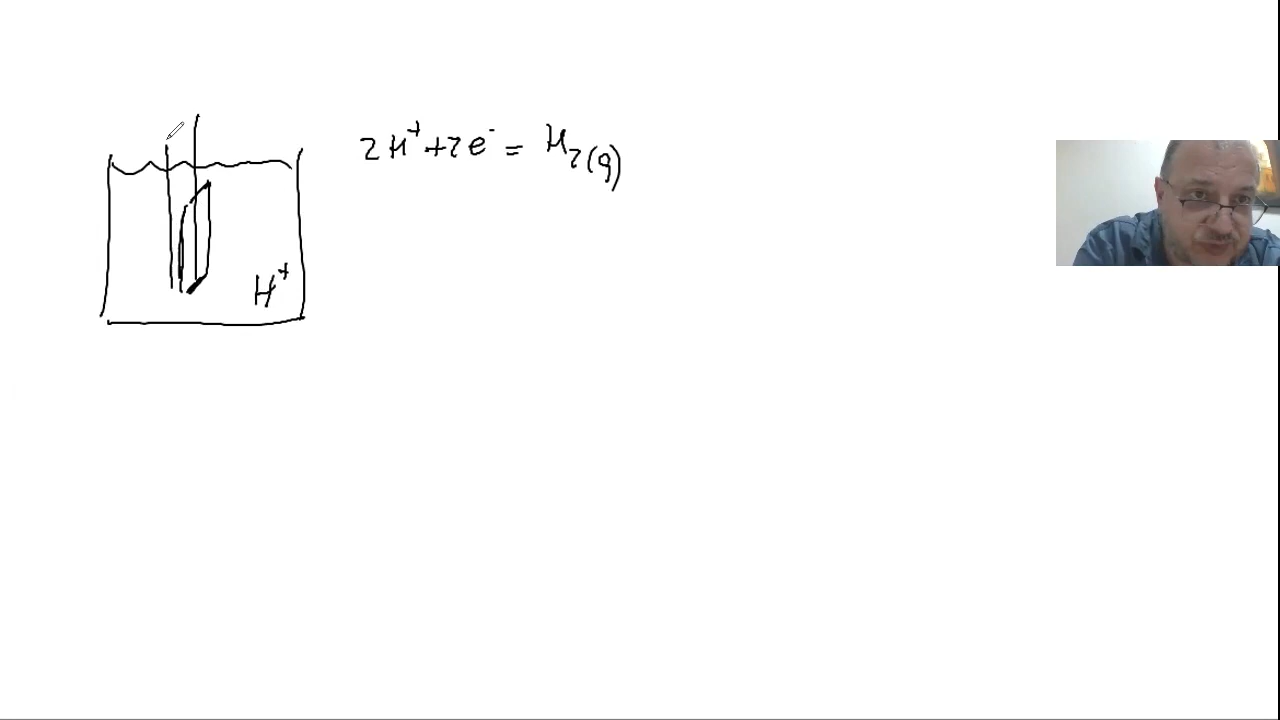 2H⁺+2e⁻ = H₂(g)
H⁺